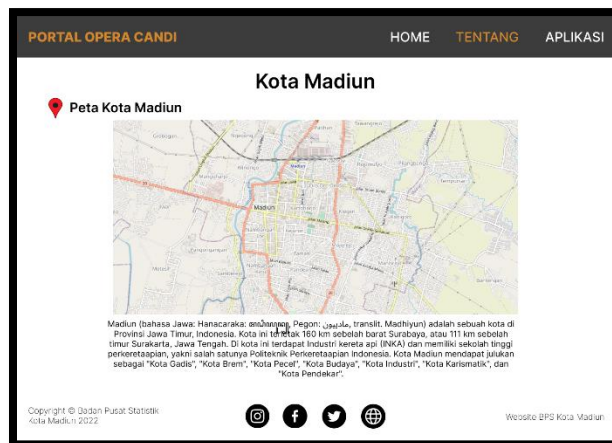 PORTAL OPERA CANDI
HOME
TENTANG
APLIKASI
Kota Madiun
Peta Kota Madiun
Madiun
Madiun (bahasa Jawa: Hanacaraka: Pegon: مادييون, translit. Madhiyun) adalah sebuah kota di
Provinsi Jawa Timur, Indonesia. Kota ini terletak 160 km sebelah barat Surabaya, atau 111 km sebelah
timur Surakarta, Jawa Tengah. Di kota ini terdapat Industri kereta api (INKA) dan memiliki sekolah tinggi
perkeretaapian, yakni salah satunya Politeknik Perkeretaapian Indonesia. Kota Madiun mendapat julukan
sebagai "Kota Gadis", "Kota Brem", "Kota Pecel", "Kota Budaya", "Kota Industri", "Kota Karismatik", dan
"Kota Pendekar".
Copyright © Badan Pusat Statistik
Kota Madiun 2022
Website BPS Kota Madiun